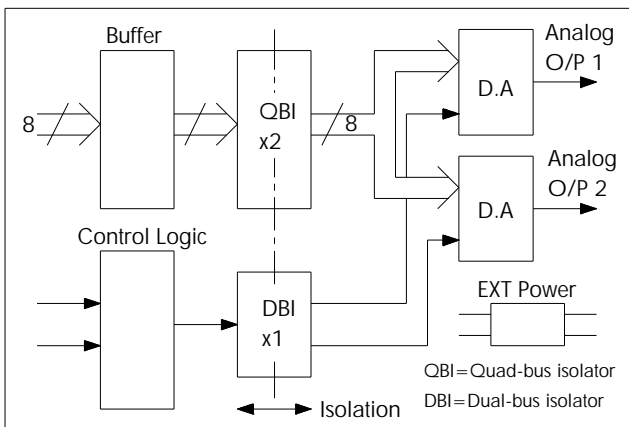 Buffer
Analog
O/P 1
D.A
8
QBI
x2
8
Analog
O/P 2
D.A
Control Logic
DBI
x1
EXT Power
QBI=Quad-bus isolator
DBI=Dual-bus isolator
Isolation